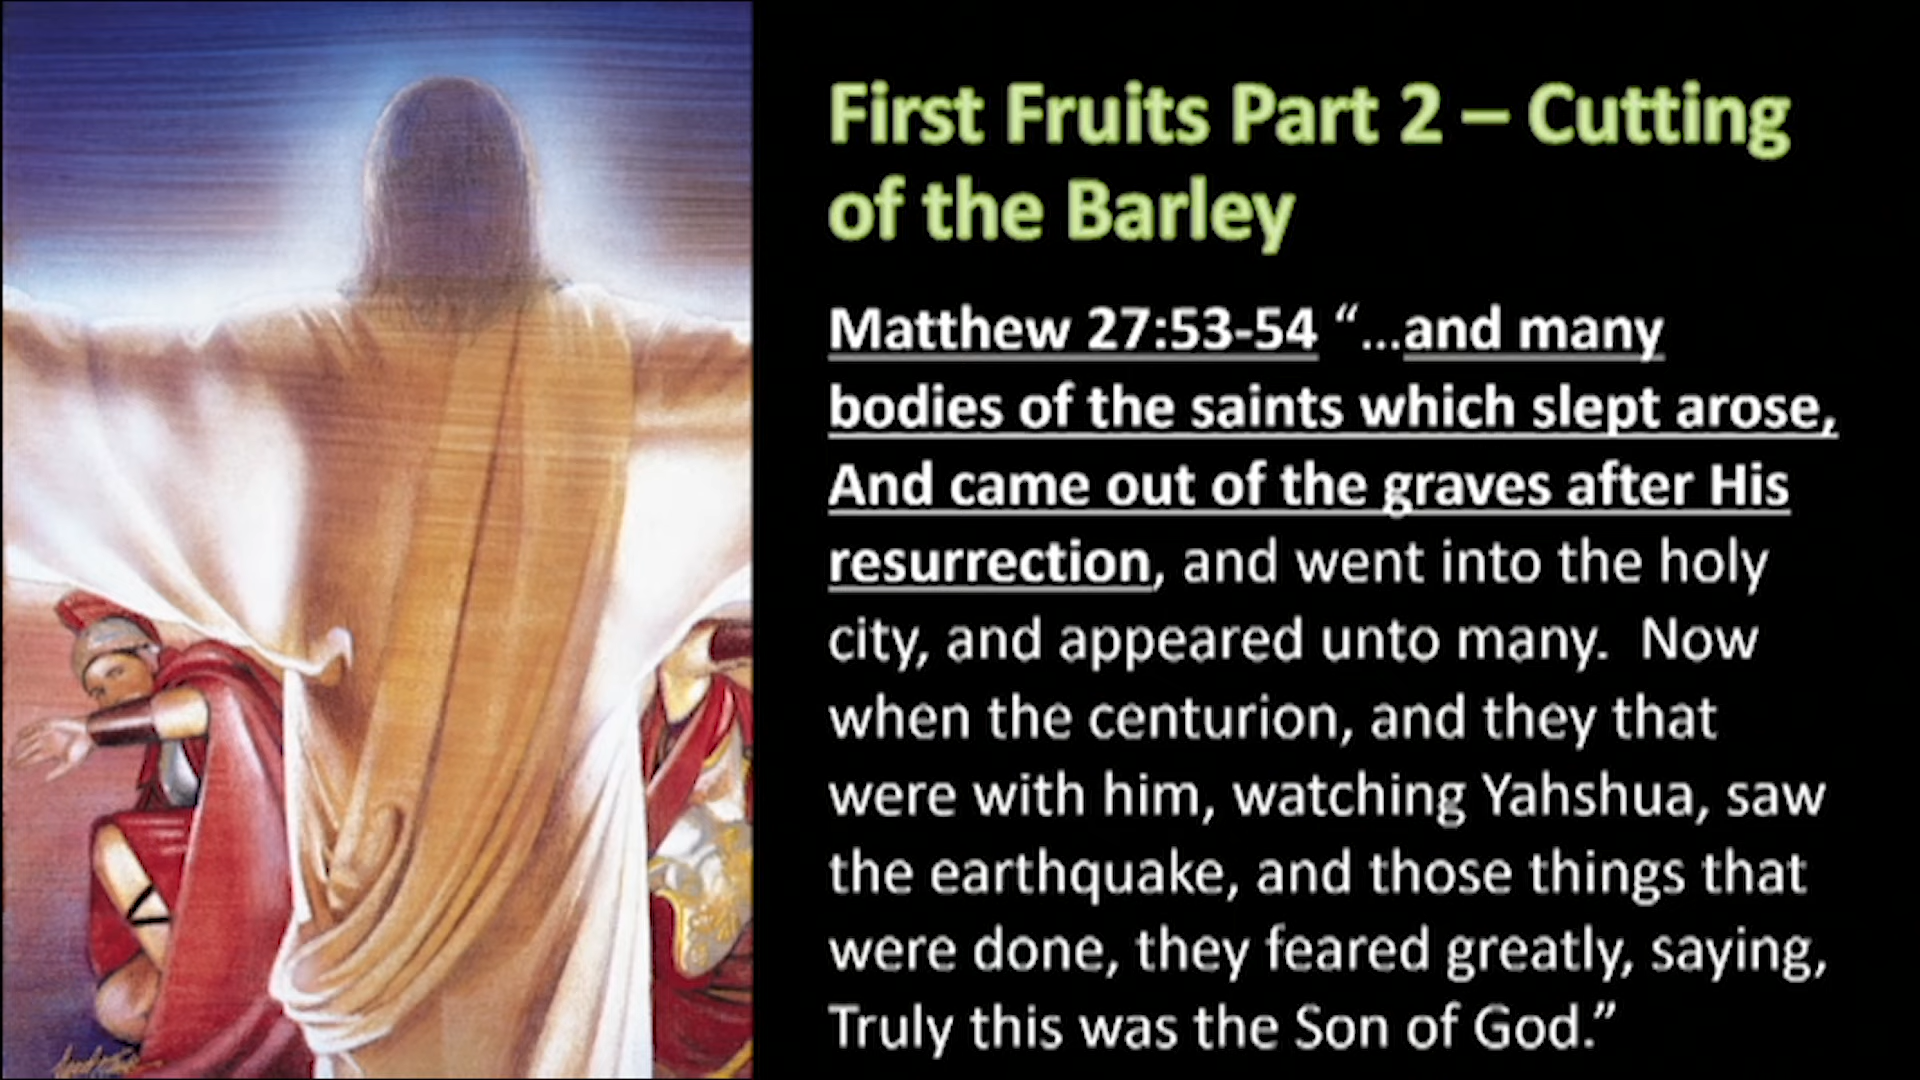 First Fruits Part 2 – Cutting
of the Barley
Matthew 27:53-54 “...and many
bodies of the saints which slept arose,
And came out of the graves after His
resurrection, and went into the holy
city, and appeared unto many.  Now
when the centurion, and they that
were with him, watching Yahshua, saw
the earthquake, and those things that
were done, they feared greatly, saying,
Truly this was the Son of God.”